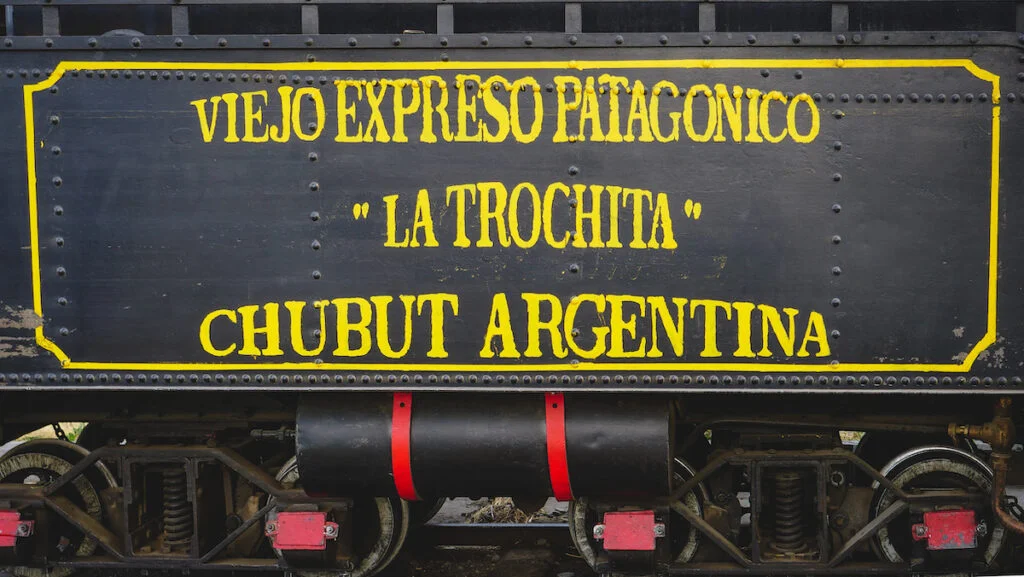 VIEJO EXPRESO PATAGONICO
"LA TROCHITA"
CHUBUT ARGENTINA